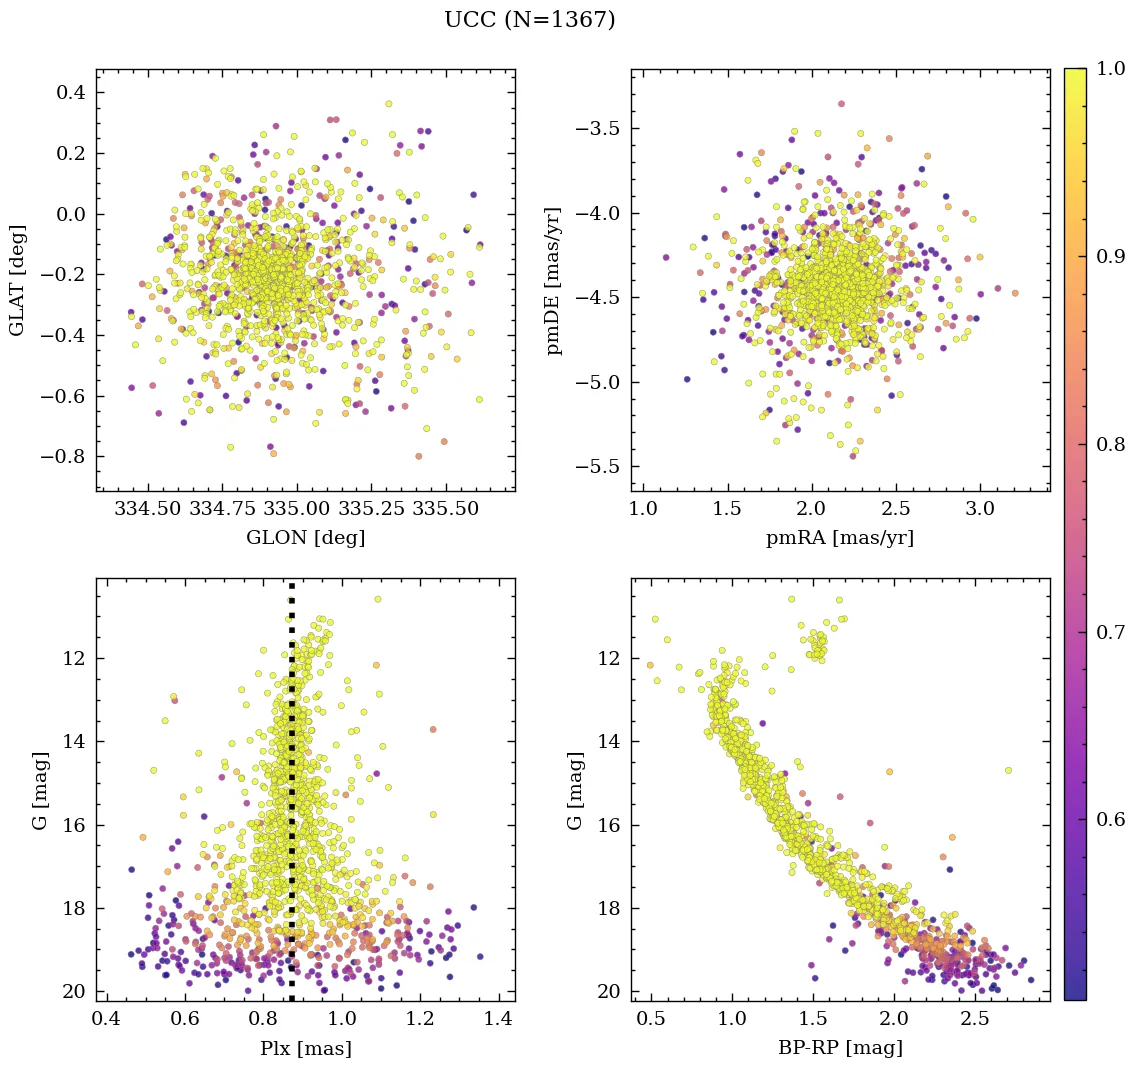 UCC (N=1367)
0.4
0.2
0.0
−0.2
−0.4
−0.6
−0.8
GLAT [deg]
334.50 334.75 335.00 335.25 335.50
GLON [deg]
−3.5
−4.0
−4.5
−5.0
−5.5
pmDE [mas/yr]
1.0 1.5 2.0 2.5 3.0
pmRA [mas/yr]
1.0
0.9
0.8
0.7
0.6
12
14
16
18
20
G [mag]
0.4 0.6 0.8 1.0 1.2 1.4
Plx [mas]
12
14
16
18
20
G [mag]
0.5 1.0 1.5 2.0 2.5
BP-RP [mag]